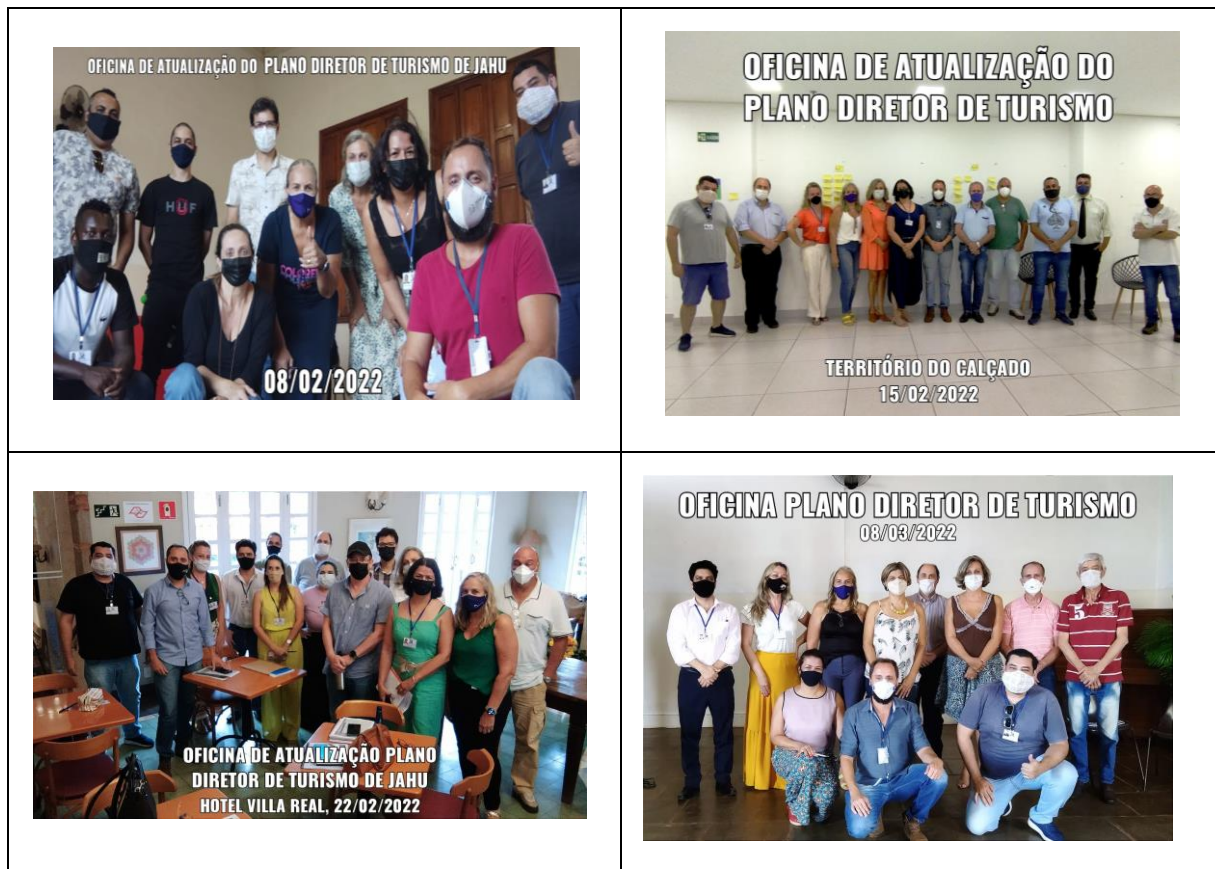 OFICINA DE ATUALIZAÇÃO DO PLANO DIRETOR DE TURISMO DE JAHU
HUF
08/02/2022
OFICINA DE ATUALIZAÇÃO DO
PLANO DIRETOR DE TURISMO
TERRITÓRIO DO CALÇADO
15/02/2022
OFICINA DE ATUALIZAÇÃO PLANO
DIRETOR DE TURISMO DE JAHU
HOTEL VILLA REAL, 22/02/2022
OFICINA PLANO DIRETOR DE TURISMO
08/03/2022
5